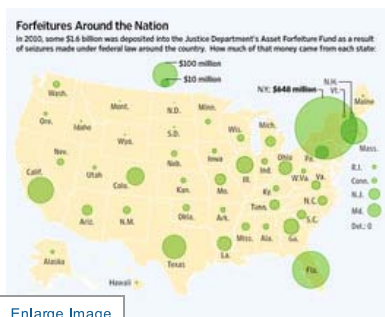 Forfeitures Around the Nation
In 2010, some $1.6 billion was deposited into the Justice Department's Asset Forfeiture Fund as a result
of seizures made under federal law around the country. How much of that money came from each state:
$100 million
$10 million
N.Y. $648 million
N.H.
Vt.
Maine
Wash.
Mont.
N.D.
Minn.
Ore.
Idaho
S.D.
Wis.
Mich.
Mass.
Wyo.
Nev.
Neb.
Iowa
Ohio
Pa.
R.I.
Calif.
Utah
Colo.
Ill.
Ind.
W.Va.
Va.
Conn.
Kan.
Mo.
Ky.
N.J.
N.C.
Md.
Ariz.
N.M.
Okla.
Ark.
Tenn.
S.C.
Del.: 0
Miss.
Ala.
Ga.
Alaska
Texas
La.
Fla.
Hawaii
Enlarge Image